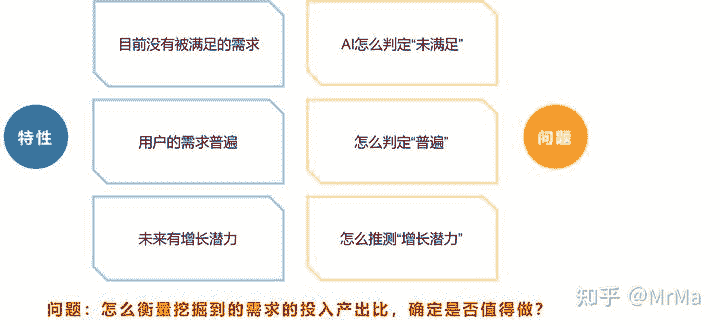 目前没有被满足的需求
AI怎么判定“未满足”
特性
用户的需求普遍
怎么判定“普遍”
问题
未来有增长潜力
怎么推测“增长潜力”
问题：怎么衡量挖掘到的需求的投入产出比，确定是否值得做？
知乎 @MrMa